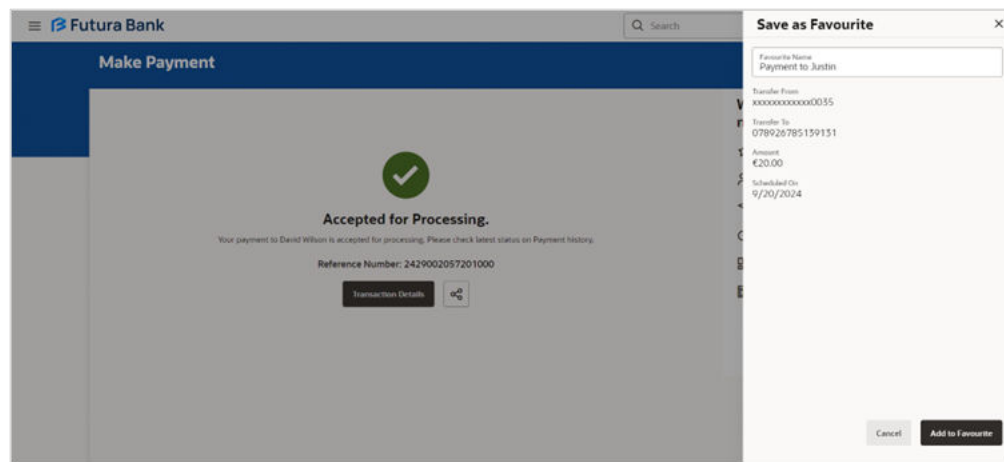 Futura Bank
Search
Make Payment
Accepted for Processing.
Your payment to David Wilson is accepted for processing. Please check latest status on Payment history.
Reference Number: 2429002057201000
Transaction Details
Save as Favourite
Favourite Name
Payment to Justin
Transfer From
xxxxxxxxxxxx0035
Transfer To
078926785139131
Amount
€20.00
Scheduled On
9/20/2024
Cancel
Add to Favourite